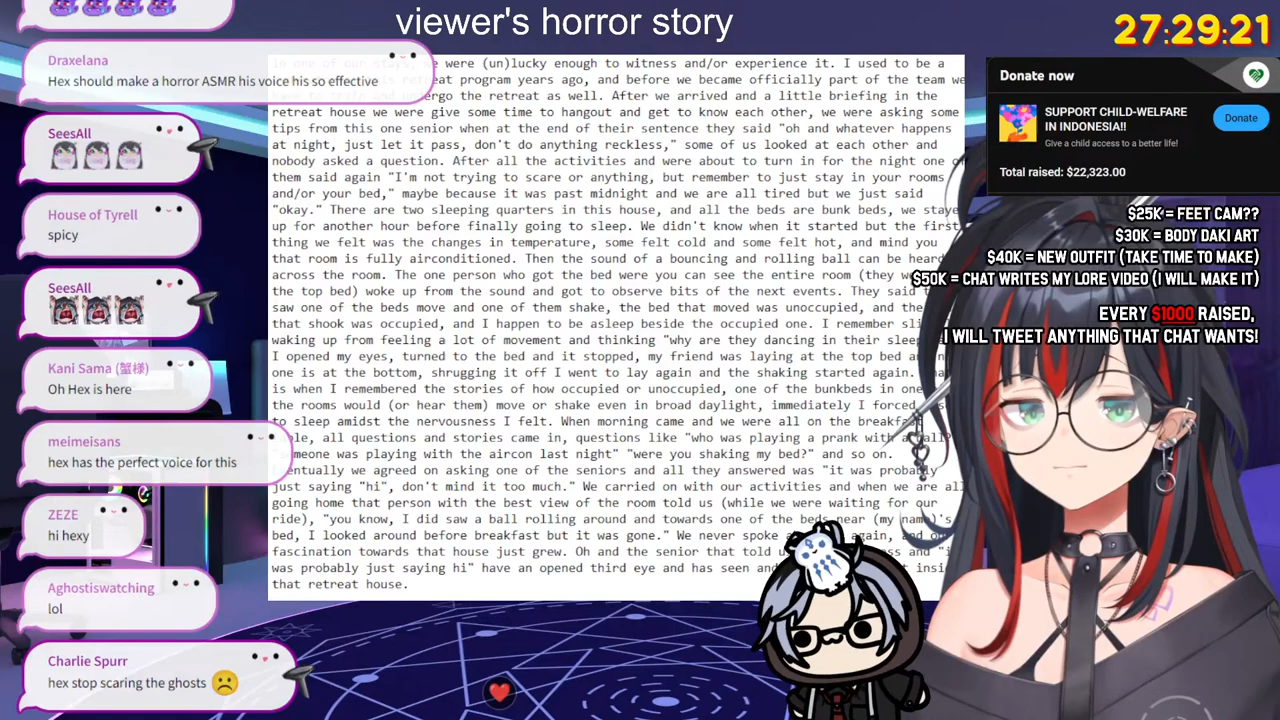 viewer's horror story
27:29:21
Draxelana
Hex should make a horror ASMR his voice his so effective
SeesAll
House of Tyrell
spicy
SeesAll
Kani Sama (蟹様)
Oh Hex is here
meimeisans
hex has the perfect voice for this
ZEZE
hi hexy
Aghostiswatching
lol
Charlie Spurr
hex stop scaring the ghosts
were (un)lucky enough to witness and/or experience it. I used to be a
retreat program years ago, and before we became officially part of the team we
undergo the retreat as well. After we arrived and a little briefing in the
retreat house we were give some time to hangout and get to know each other, we were asking some
tips from this one senior when at the end of their sentence they said "oh and whatever happens
at night, just let it pass, don't do anything reckless," some of us looked at each other and
nobody asked a question. After all the activities and were about to turn in for the night one
them said again "I'm not trying to scare or anything, but remember to just stay in your rooms
and/or your bed," maybe because it was past midnight and we are all tired but we just said
"okay." There are two sleeping quarters in this house, and all the beds are bunk beds, we
up for another hour before finally going to sleep. We didn't know when it started but the first
thing we felt was the changes in temperature, some felt cold and some felt hot, and mind you
that room is fully airconditioned. Then the sound of a bouncing and rolling ball can be heard
across the room. The one person who got the bed were you can see the entire room (they
the top bed) woke up from the sound and got to observe bits of the next events. They said
saw one of the beds move and one of them shake, the bed that moved was unoccupied, and the
that shook was occupied, and I happen to be asleep beside the occupied one. I remember
waking up from feeling a lot of movement and thinking "why are they dancing in their sleep
I opened my eyes, turned to the bed and it stopped, my friend was laying at the top bed
one is at the bottom, shrugging it off I went to lay again and the shaking started again.
is when I remembered the stories of how occupied or unoccupied, one of the bunkbeds in one
the rooms would (or hear them) move or shake even in broad daylight, immediately I forced
to sleep amidst the nervousness I felt. When morning came and we were all on the breakfast
all questions and stories came in, questions like "who was playing a prank with a ball?
someone was playing with the aircon last night" "were you shaking my bed?" and so on.
Eventually we agreed on asking one of the seniors and all they answered was "it was probably
just saying "hi", don't mind it too much." We carried on with our activities and when we are all
going home that person with the best view of the room told us (while we were waiting for our
ride), "you know, I did saw a ball rolling around and towards one of the beds near (my name)'s
bed, I looked around before breakfast but it was gone." We never spoke again, and
fascination towards that house just grew. Oh and the senior that told and
was probably just saying hi" have an opened third eye and has seen and
that retreat house.
Donate now
SUPPORT CHILD-WELFARE
IN INDONESIA!!
Give a child access to a better life!
Donate
Total raised: $22,323.00
$25K = FEET CAM??
$30K = BODY DAKI ART
$40K = NEW OUTFIT (TAKE TIME TO MAKE)
$50K = CHAT WRITES MY LORE VIDEO (I WILL MAKE IT)
EVERY $1000 RAISED,
I WILL TWEET ANYTHING THAT CHAT WANTS!